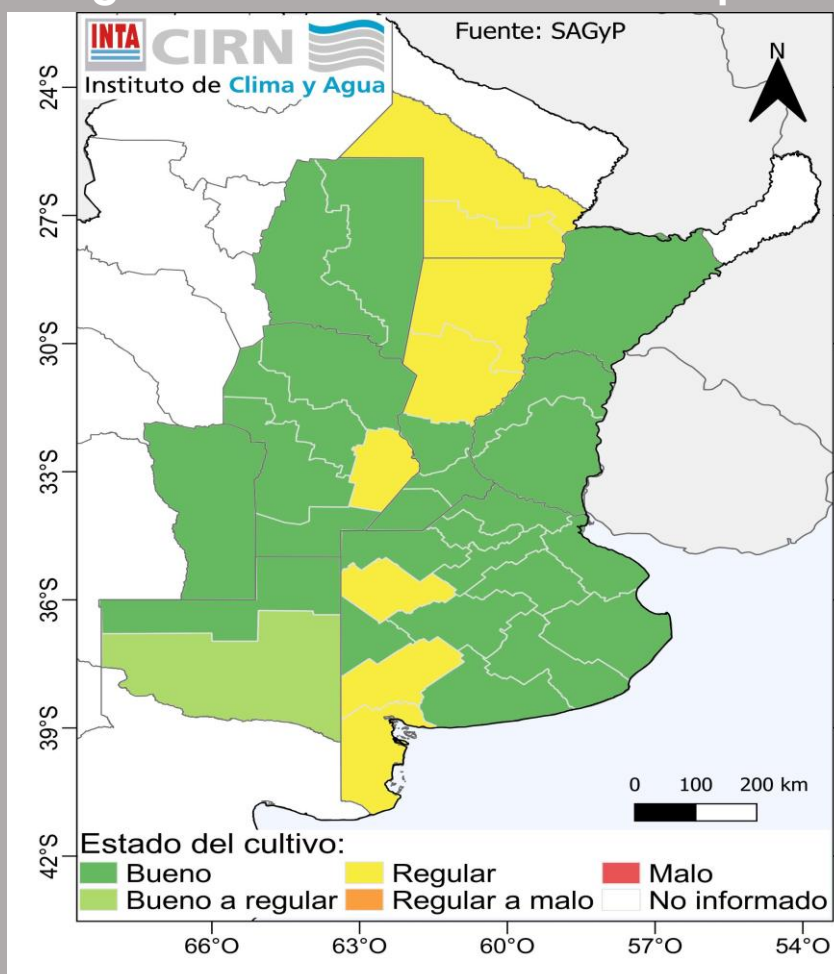 INTA CIRN
Instituto de Clima y Agua
Fuente: SAGyP
N
24°S
27°S
30°S
33°S
36°S
39°S
42°S
0 100 200 km
Estado del cultivo:
Bueno Regular Malo
Bueno a regular Regular a malo No informado
66°O 63°O 60°O 57°O 54°O